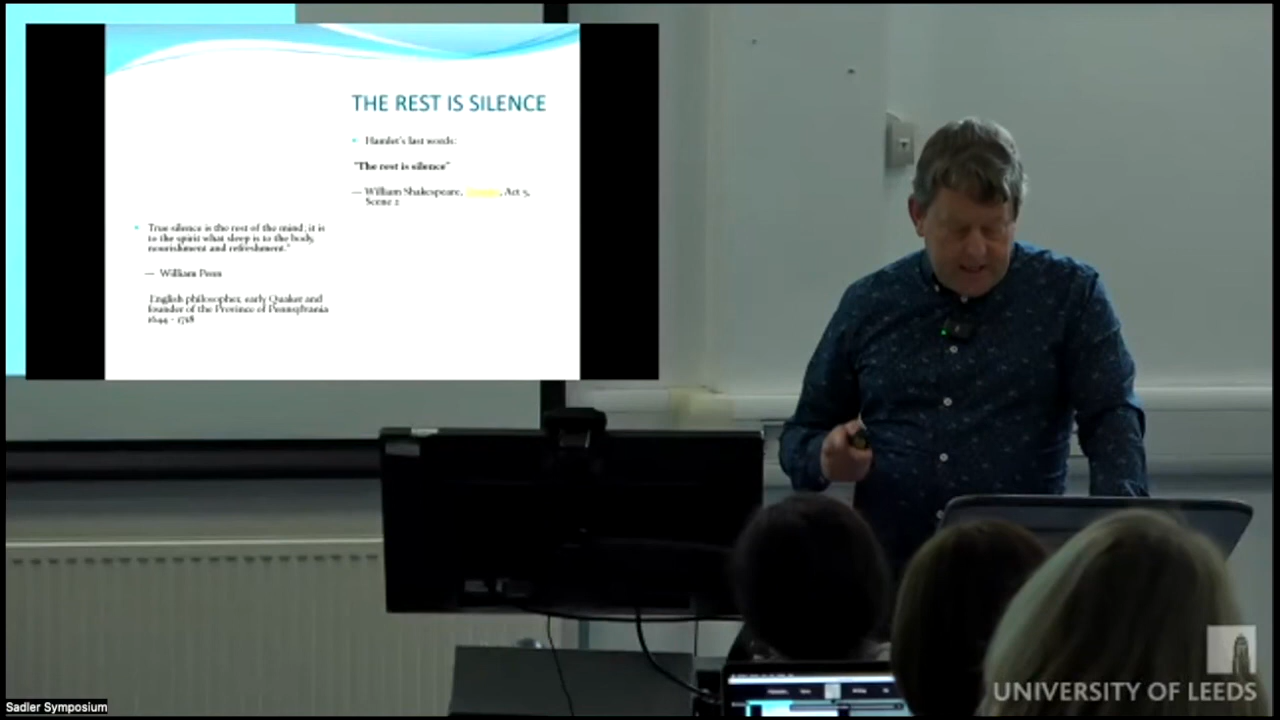 THE REST IS SILENCE
Hamlet's last words:
"The rest is silence"
— William Shakespeare, , Act 5,
Scene 2
True silence is the rest of the mind; it is
to the spirit what sleep is to the body,
nourishment and refreshment."
— William Penn
English philosopher, early Quaker and
founder of the Province of Pennsylvania
1644 - 1718
UNIVERSITY OF LEEDS
Sadler Symposium